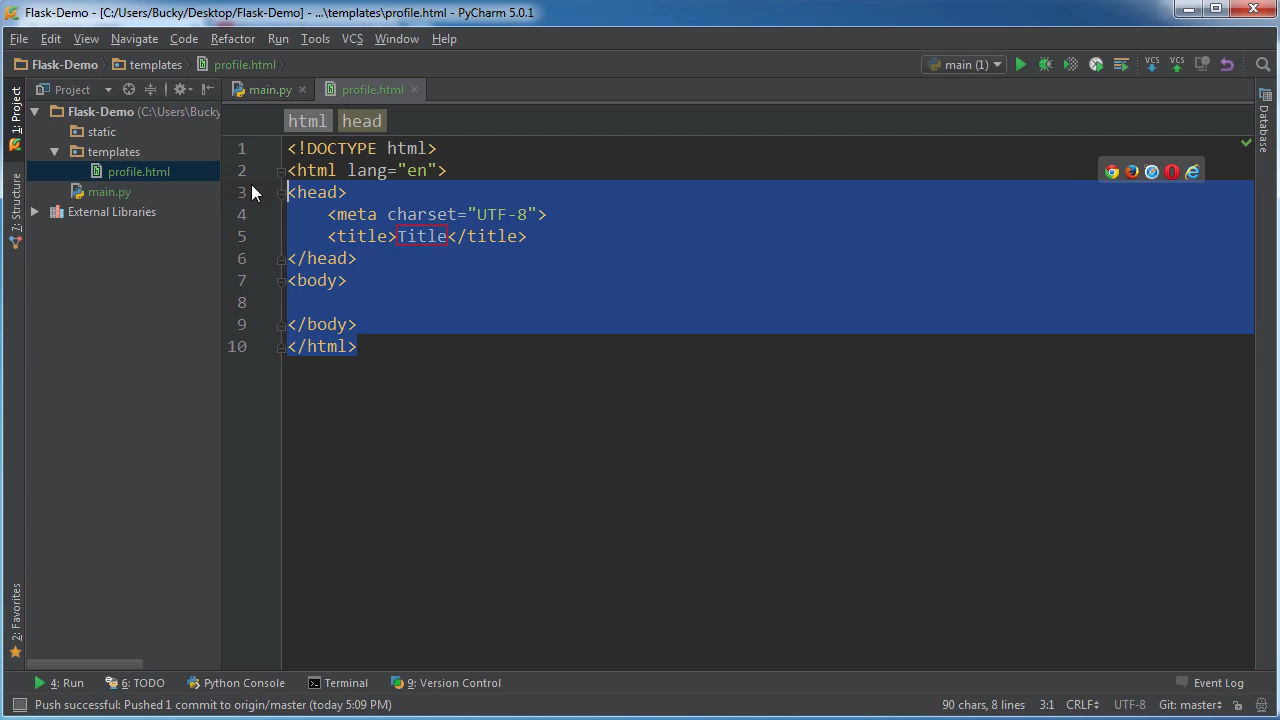 Flask-Demo - [C:/Users/Bucky/Desktop/Flask-Demo] - ...\templates\profile.html - PyCharm 5.0.1
File Edit View Navigate Code Refactor Run Tools VCS Window Help
Flask-Demo templates profile.html main (1) VCS VCS
1: Project
7: Structure
2: Favorites
Project
Flask-Demo (C:\Users\Bucky
static
templates
profile.html
main.py
External Libraries
main.py profile.html
html head
1 <!DOCTYPE html>
2 <html lang="en">
3 <head>
4 <meta charset="UTF-8">
5 <title>Title</title>
6 </head>
7 <body>
8
9 </body>
10 </html>
Database
4: Run 6: TODO Python Console Terminal 9: Version Control Event Log
Push successful: Pushed 1 commit to origin/master (today 5:09 PM) 90 chars, 8 lines 3:1 CRLF UTF-8 Git: master